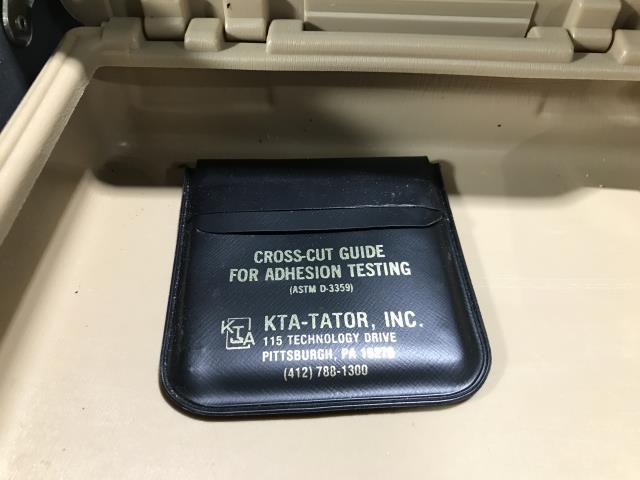 CROSS-CUT GUIDE
FOR ADHESION TESTING
(ASTM D-3359)
KTA
KTA-TATOR, INC.
115 TECHNOLOGY DRIVE
PITTSBURGH, PA
(412) 788-1300